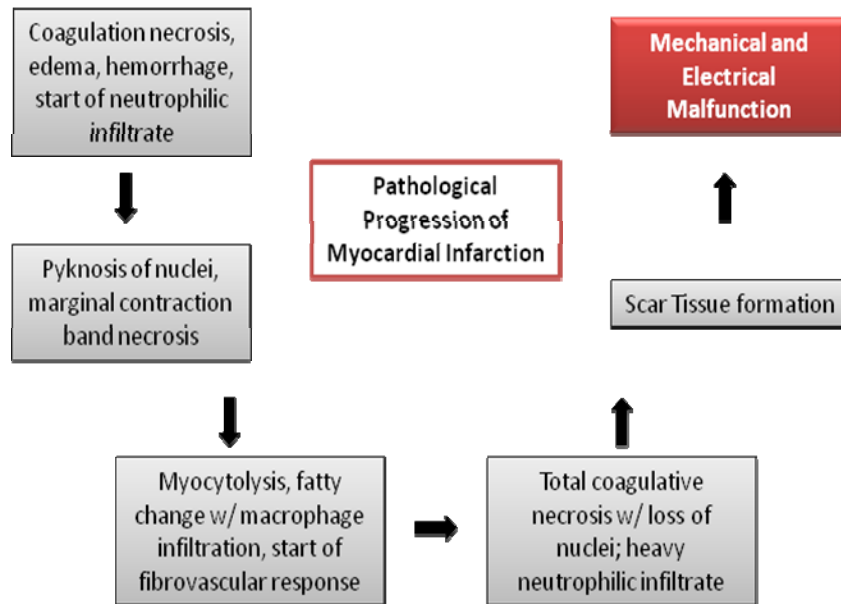 Coagulation necrosis,
edema, hemorrhage,
start of neutrophilic
infiltrate
Pyknosis of nuclei,
marginal contraction
band necrosis
Myocytolysis, fatty
change w/ macrophage
infiltration, start of
fibrovascular response
Total coagulative
necrosis w/ loss of
nuclei; heavy
neutrophilic infiltrate
Scar Tissue formation
Mechanical and
Electrical
Malfunction
Pathological
Progression of
Myocardial Infarction